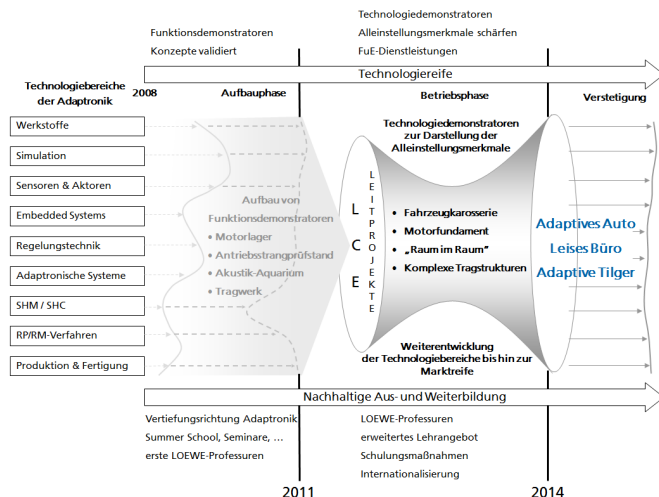 Technologiedemonstratoren
Funktionsdemonstratoren
Alleinstellungsmerkmale schärfen
Konzepte validiert
FuE-Dienstleistungen
Technologiereife
Technologiebereiche
der Adaptronik
2008
Aufbauphase
Betriebsphase
Verstetigung
Werkstoffe
Simulation
Sensoren & Aktoren
Embedded Systems
Regelungstechnik
Adaptronische Systeme
SHM / SHC
RP/RM-Verfahren
Produktion & Fertigung
Aufbau von
Funktionsdemonstratoren
• Motorlager
• Antriebsstrangprüfstand
• Akustik-Aquarium
• Tragwerk
L
C
E
LEITPROJEKTE
Technologiedemonstratoren
zur Darstellung der
Alleinstellungsmerkmale
• Fahrzeugkarosserie
• Motorfundament
• „Raum im Raum"
• Komplexe Tragstrukturen
Weiterentwicklung
der Technologiebereiche bis hin zur
Marktreife
Adaptives Auto
Leises Büro
Adaptive Tilger
Nachhaltige Aus- und Weiterbildung
Vertiefungsrichtung Adaptronik
Summer School, Seminare, …
erste LOEWE-Professuren
LOEWE-Professuren
erweitertes Lehrangebot
Schulungsmaßnahmen
Internationalisierung
2011
2014